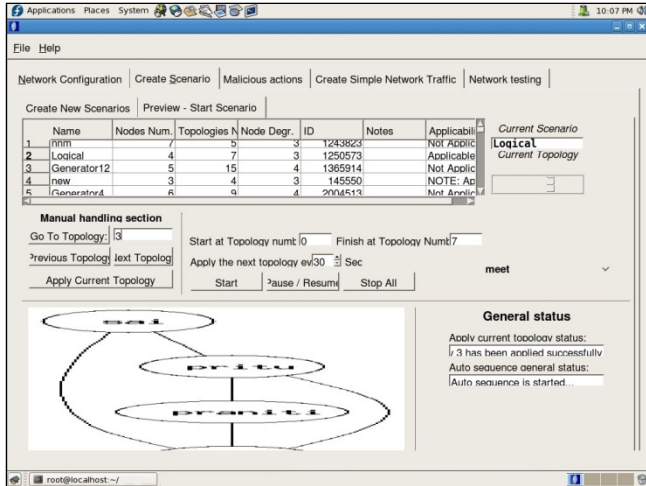 Applications Places System 10:07 PM
File Help
Network Configuration Create Scenario Malicious actions Create Simple Network Traffic Network testing
Create New Scenarios Preview - Start Scenario
Name Nodes Num. Topologies N Node Degr. ID Notes Applicabili
1 nnm 7 5 3 1243823 Not Applic
2 Logical 4 7 3 1250573 Applicable
3 Generator12 5 15 4 1365914 Not Applic
4 new 3 4 3 145550 NOTE: Ap
5 Generator4 6 9 4 2004513 Not Applic
Current Scenario
Logical
Current Topology
3
Manual handling section
Go To Topology: 3
Previous Topology Next Topolog
Apply Current Topology
Start at Topology numb 0 Finish at Topology Numb 7
Apply the next topology ev 30 Sec
Start Pause / Resume Stop All
meet
sai
pritu
praniti
General status
Apply current topology status:
y 3 has been applied successfully
Auto sequence general status:
Auto sequence is started...
root@localhost:~/